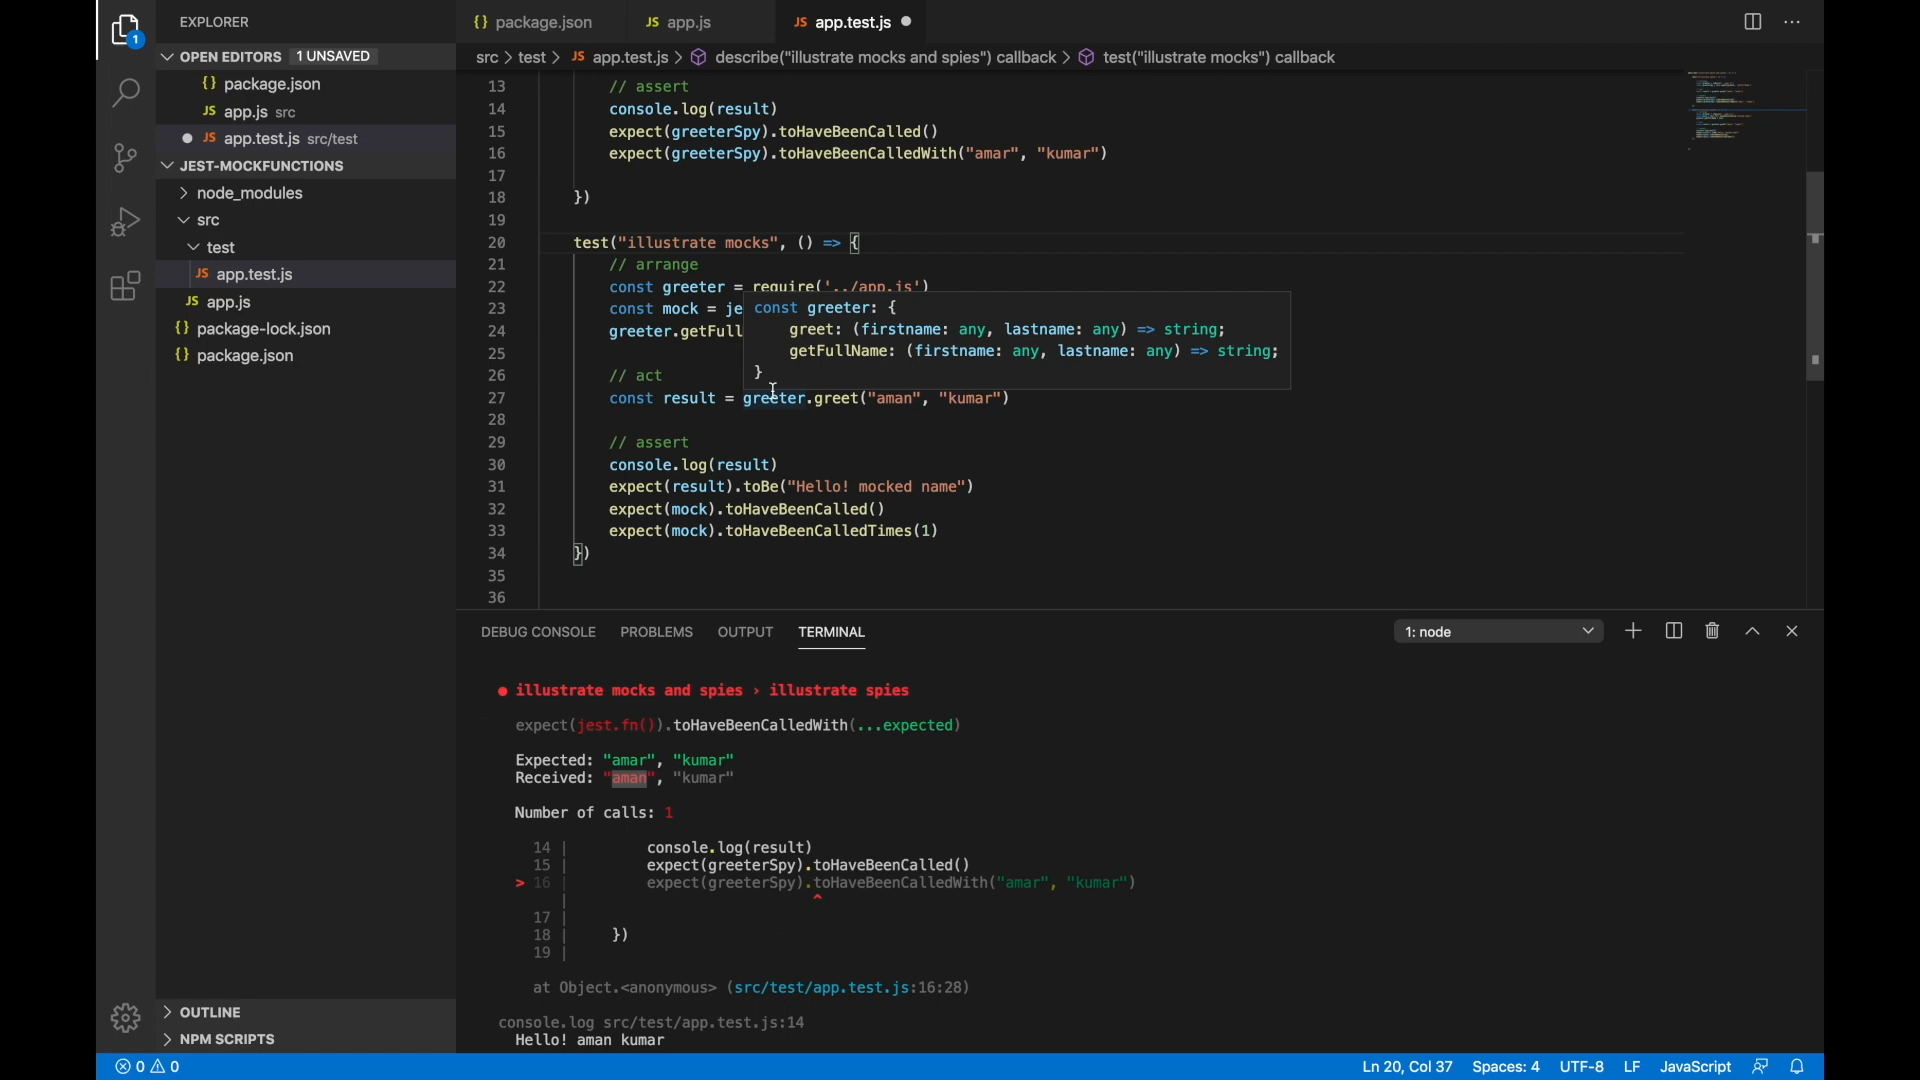 EXPLORER
{} package.json
JS app.js
JS app.test.js
OPEN EDITORS 1 UNSAVED
{} package.json
JS app.js src
JS app.test.js src/test
JEST-MOCKFUNCTIONS
node_modules
src
test
JS app.test.js
JS app.js
{} package-lock.json
{} package.json
OUTLINE
NPM SCRIPTS
1
src > test > JS app.test.js > describe("illustrate mocks and spies") callback > test("illustrate mocks") callback
13 // assert
14 console.log(result)
15 expect(greeterSpy).toHaveBeenCalled()
16 expect(greeterSpy).toHaveBeenCalledWith("amar", "kumar")
17
18 })
19
20 test("illustrate mocks", () => {
21 // arrange
22 const greeter = require('../app.js')
23 const mock = je
24 greeter.getFull
const greeter: {
greet: (firstname: any, lastname: any) => string;
getFullName: (firstname: any, lastname: any) => string;
}
25
26 // act
27 const result = greeter.greet("aman", "kumar")
28
29 // assert
30 console.log(result)
31 expect(result).toBe("Hello! mocked name")
32 expect(mock).toHaveBeenCalled()
33 expect(mock).toHaveBeenCalledTimes(1)
34 })
35
36
DEBUG CONSOLE PROBLEMS OUTPUT TERMINAL
1: node
● illustrate mocks and spies › illustrate spies
expect(jest.fn()).toHaveBeenCalledWith(...expected)
Expected: "amar", "kumar"
Received: "aman", "kumar"
Number of calls: 1
14 | console.log(result)
15 | expect(greeterSpy).toHaveBeenCalled()
> 16 | expect(greeterSpy).toHaveBeenCalledWith("amar", "kumar")
| ^
17 |
18 | })
19 |
at Object.<anonymous> (src/test/app.test.js:16:28)
console.log src/test/app.test.js:14
Hello! aman kumar
0 0
Ln 20, Col 37 Spaces: 4 UTF-8 LF JavaScript